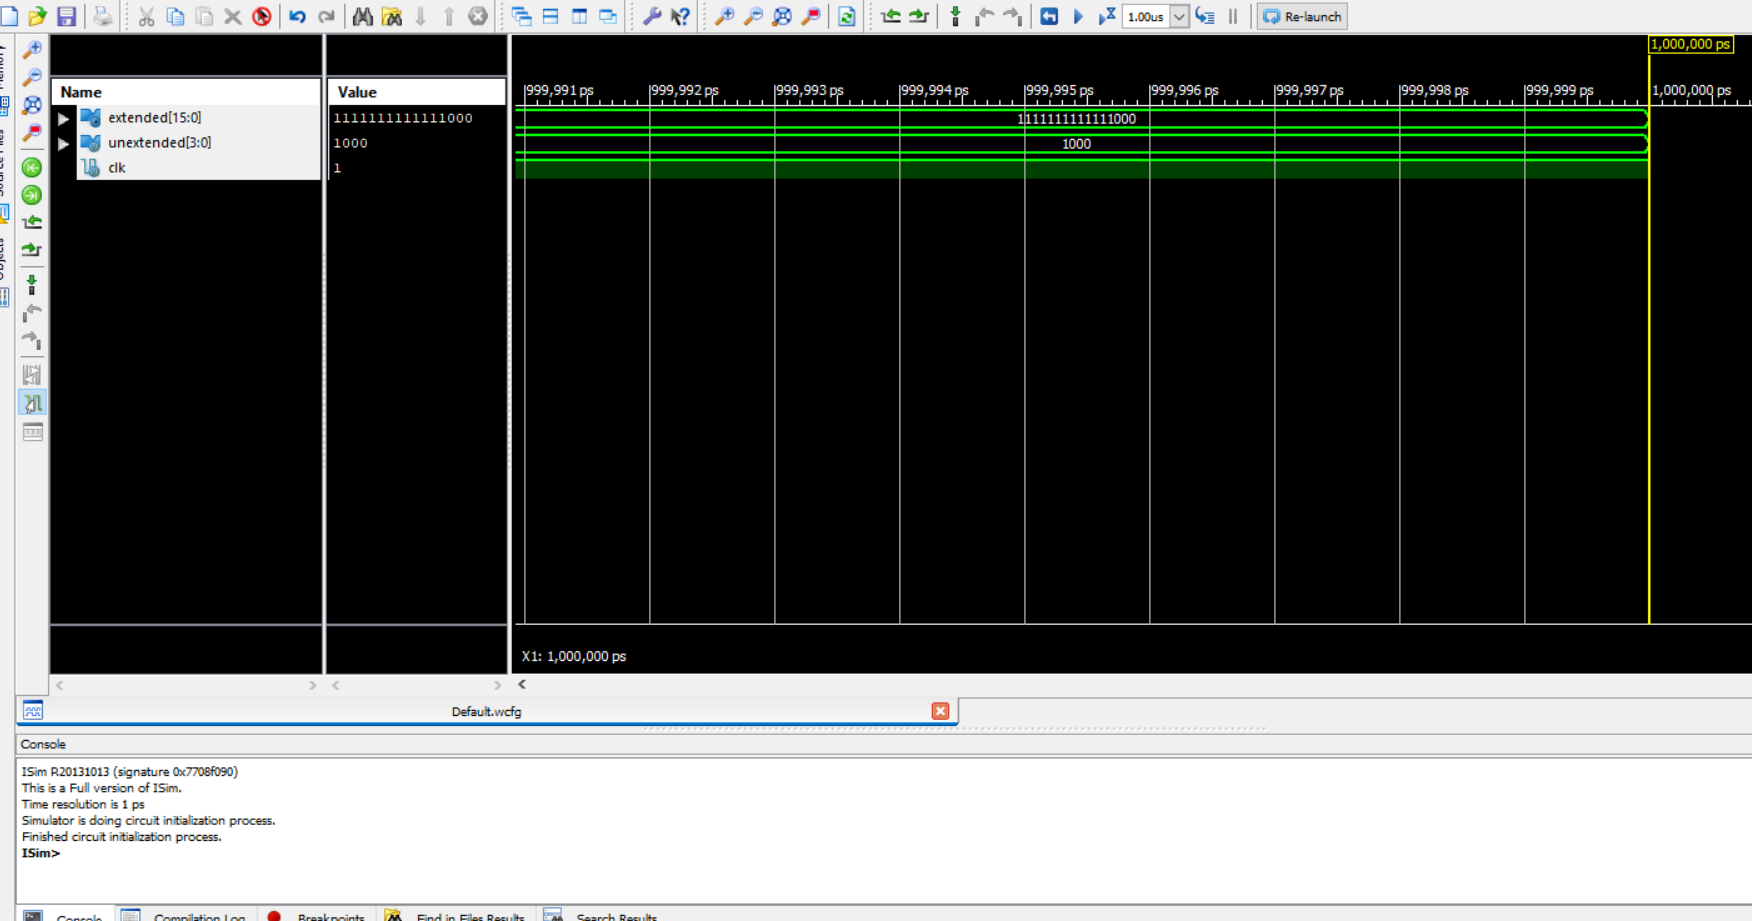 1.00us
Re-launch
1,000,000 ps
Name
Value
999,991 ps
999,992 ps
999,993 ps
999,994 ps
999,995 ps
999,996 ps
999,997 ps
999,998 ps
999,999 ps
1,000,000 ps
extended[15:0]
1111111111111000
1111111111111000
unextended[3:0]
1000
1000
clk
1
Source Files
Objects
X1: 1,000,000 ps
Default.wcfg
Console
ISim P.20131013 (signature 0x7708f090)
This is a Full version of ISim.
Time resolution is 1 ps
Simulator is doing circuit initialization process.
Finished circuit initialization process.
ISim>
Console
Compilation Log
Breakpoints
Find in Files Results
Search Results